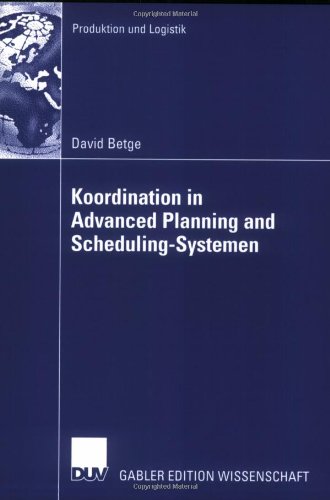 Produktion und Logistik
David Betge
Koordination in
Advanced Planning and
Scheduling-Systemen
DUV
GABLER EDITION WISSENSCHAFT